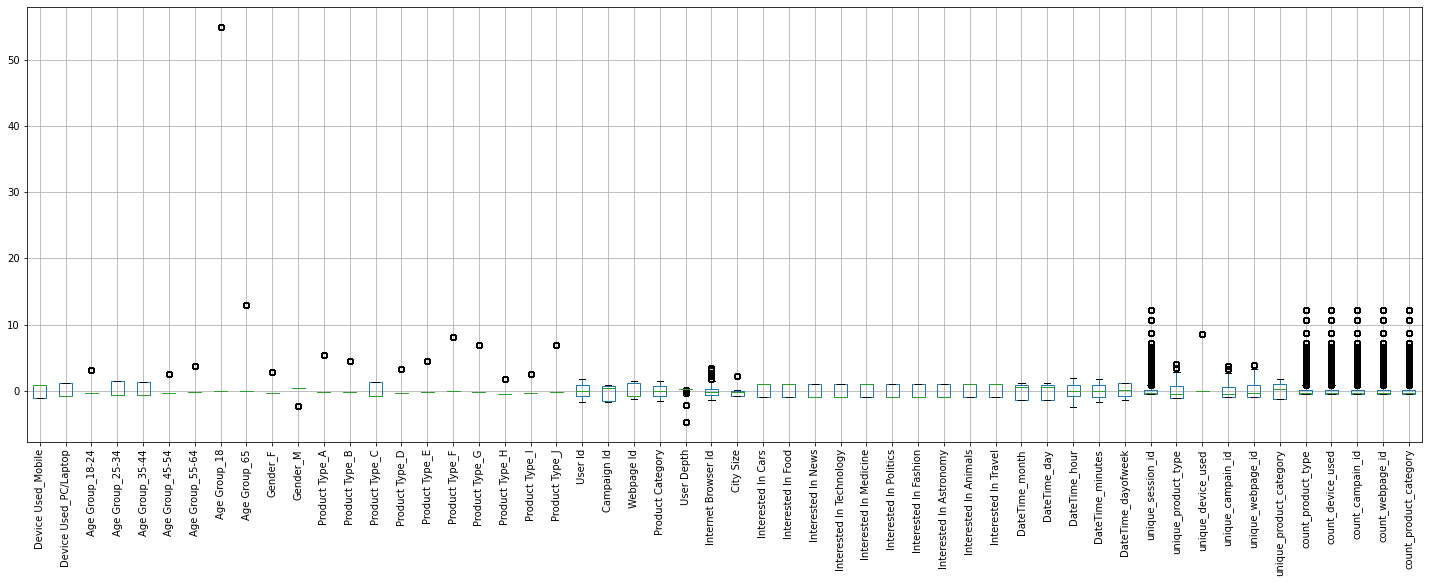 50
40
30
20
10
0
Device Used_Mobile
Device Used_PC/Laptop
Age Group_18-24
Age Group_25-34
Age Group_35-44
Age Group_45-54
Age Group_55-64
Age Group_18
Age Group_65
Gender_F
Gender_M
Product Type_A
Product Type_B
Product Type_C
Product Type_D
Product Type_E
Product Type_F
Product Type_G
Product Type_H
Product Type_I
Product Type_J
User Id
Campaign Id
Webpage Id
Product Category
User Depth
Internet Browser Id
City Size
Interested In Cars
Interested In Food
Interested In News
Interested In Technology
Interested In Medicine
Interested In Politics
Interested In Fashion
Interested In Astronomy
Interested In Animals
Interested In Travel
DateTime_month
DateTime_day
DateTime_hour
DateTime_minutes
DateTime_dayofweek
unique_session_id
unique_product_type
unique_device_used
unique_campain_id
unique_webpage_id
unique_product_category
count_product_type
count_device_used
count_campain_id
count_webpage_id
count_product_category